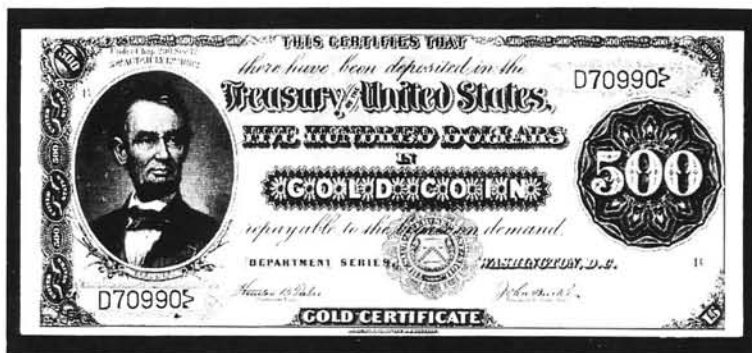 THIS CERTIFIES THAT
there have been deposited in the
D70990
Treasury of the United States.
FIVE HUNDRED DOLLARS
IN
500
GOLD COIN
repayable to the bearer on demand.
DEPARTMENT SERIES. WASHINGTON, D.C.
D70990
GOLD CERTIFICATE